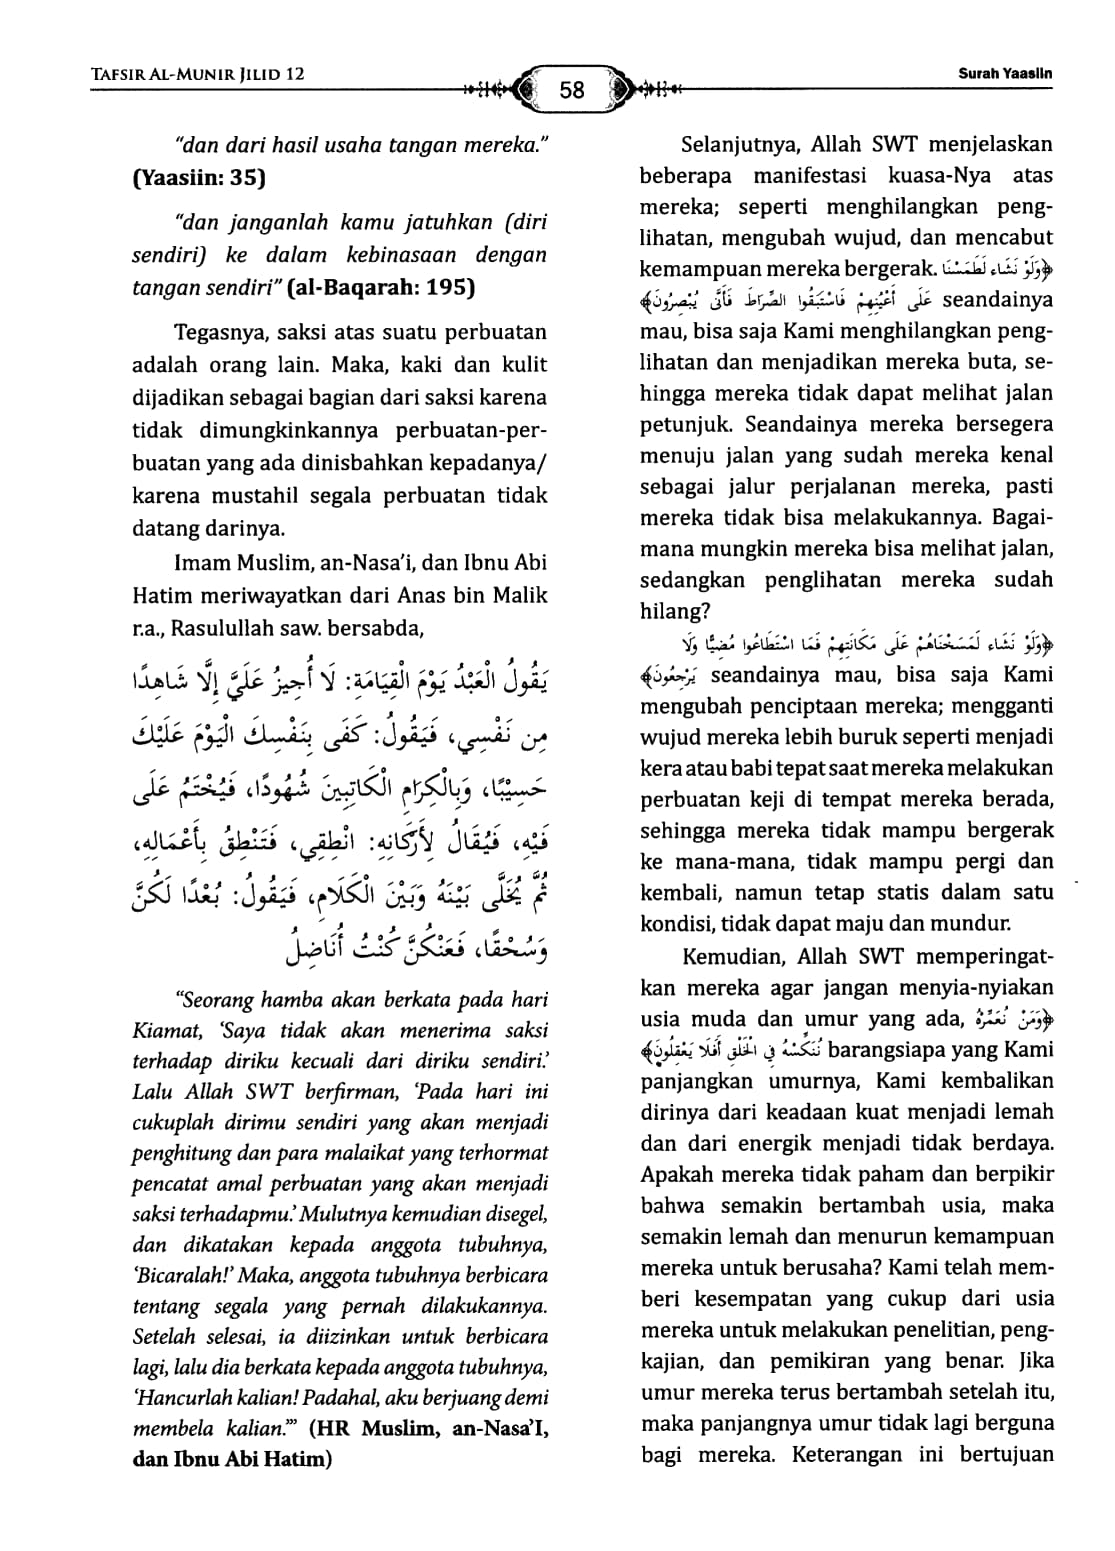 TAFSIR AL-MUNIR JILID 12
58
Surah Yaasiin
“dan dari hasil usaha tangan mereka.”
(Yaasiin: 35)
“dan janganlah kamu jatuhkan (diri
sendiri) ke dalam kebinasaan dengan
tangan sendiri” (al-Baqarah: 195)
Tegasnya, saksi atas suatu perbuatan
adalah orang lain. Maka, kaki dan kulit
dijadikan sebagai bagian dari saksi karena
tidak dimungkinkannya perbuatan-per-
buatan yang ada dinisbahkan kepadanya/
karena mustahil segala perbuatan tidak
datang darinya.
Imam Muslim, an-Nasa’i, dan Ibnu Abi
Hatim meriwayatkan dari Anas bin Malik
r.a., Rasulullah saw. bersabda,
يَقُولُ الْعَبْدُ يَوْمَ الْقِيَامَةِ: لَا أُجِيزُ عَلَيَّ إِلَّا شَاهِدًا
مِن نَفْسِي، فَيَقُولُ: كَفَى بِنَفْسِكَ الْيَوْمَ عَلَيْكَ
حَسِيْبًا، وَبِالْكِرَامِ الْكَاتِبِينَ شُهُودًا، فَيُخْتَمُ عَلَى
فَيْهِ، فَيُقَالُ لِأَرْكَانِهِ: انْطِقِي، فَتَنْطِقُ بِأَعْمَالِهِ،
ثُمَّ يُخَلَّى بَيْنَهُ وَبَيْنَ الْكَلَامِ، فَيَقُولُ: بُعْدًا لَكُنَّ
وَسُحْقًا، فَعَنْكُنَّ كُنْتُ أُنَاضِلُ
“Seorang hamba akan berkata pada hari
Kiamat, ‘Saya tidak akan menerima saksi
terhadap diriku kecuali dari diriku sendiri.’
Lalu Allah SWT berfirman, ‘Pada hari ini
cukuplah dirimu sendiri yang akan menjadi
penghitung dan para malaikat yang terhormat
pencatat amal perbuatan yang akan menjadi
saksi terhadapmu.’ Mulutnya kemudian disegel,
dan dikatakan kepada anggota tubuhnya,
‘Bicaralah!’ Maka, anggota tubuhnya berbicara
tentang segala yang pernah dilakukannya.
Setelah selesai, ia diizinkan untuk berbicara
lagi, lalu dia berkata kepada anggota tubuhnya,
‘Hancurlah kalian! Padahal, aku berjuang demi
membela kalian.’” (HR Muslim, an-Nasa’I,
dan Ibnu Abi Hatim)
Selanjutnya, Allah SWT menjelaskan
beberapa manifestasi kuasa-Nya atas
mereka; seperti menghilangkan peng-
lihatan, mengubah wujud, dan mencabut
kemampuan mereka bergerak. ﴿وَلَوْ نَشَاء لَطَمَسْنَا
عَلَى أَعْيُنِهِمْ فَاسْتَبَقُوا الصِّرَاطَ فَأَنَّى يُبْصِرُونَ﴾ seandainya
mau, bisa saja Kami menghilangkan peng-
lihatan dan menjadikan mereka buta, se-
hingga mereka tidak dapat melihat jalan
petunjuk. Seandainya mereka bersegera
menuju jalan yang sudah mereka kenal
sebagai jalur perjalanan mereka, pasti
mereka tidak bisa melakukannya. Bagai-
mana mungkin mereka bisa melihat jalan,
sedangkan penglihatan mereka sudah
hilang?
﴿وَلَوْ نَشَاء لَمَسَخْنَاهُمْ عَلَى مَكَانَتِهِمْ فَمَا اسْتَطَاعُوا مُضِيًّا وَلَا
يَرْجِعُونَ﴾ seandainya mau, bisa saja Kami
mengubah penciptaan mereka; mengganti
wujud mereka lebih buruk seperti menjadi
kera atau babi tepat saat mereka melakukan
perbuatan keji di tempat mereka berada,
sehingga mereka tidak mampu bergerak
ke mana-mana, tidak mampu pergi dan
kembali, namun tetap statis dalam satu
kondisi, tidak dapat maju dan mundur.
Kemudian, Allah SWT memperingat-
kan mereka agar jangan menyia-nyiakan
usia muda dan umur yang ada, ﴿وَمَنْ نُعَمِّرْهُ
نُنَكِّسْهُ فِي الْخَلْقِ أَفَلَا يَعْقِلُونَ﴾ barangsiapa yang Kami
panjangkan umurnya, Kami kembalikan
dirinya dari keadaan kuat menjadi lemah
dan dari energik menjadi tidak berdaya.
Apakah mereka tidak paham dan berpikir
bahwa semakin bertambah usia, maka
semakin lemah dan menurun kemampuan
mereka untuk berusaha? Kami telah mem-
beri kesempatan yang cukup dari usia
mereka untuk melakukan penelitian, peng-
kajian, dan pemikiran yang benar. Jika
umur mereka terus bertambah setelah itu,
maka panjangnya umur tidak lagi berguna
bagi mereka. Keterangan ini bertujuan